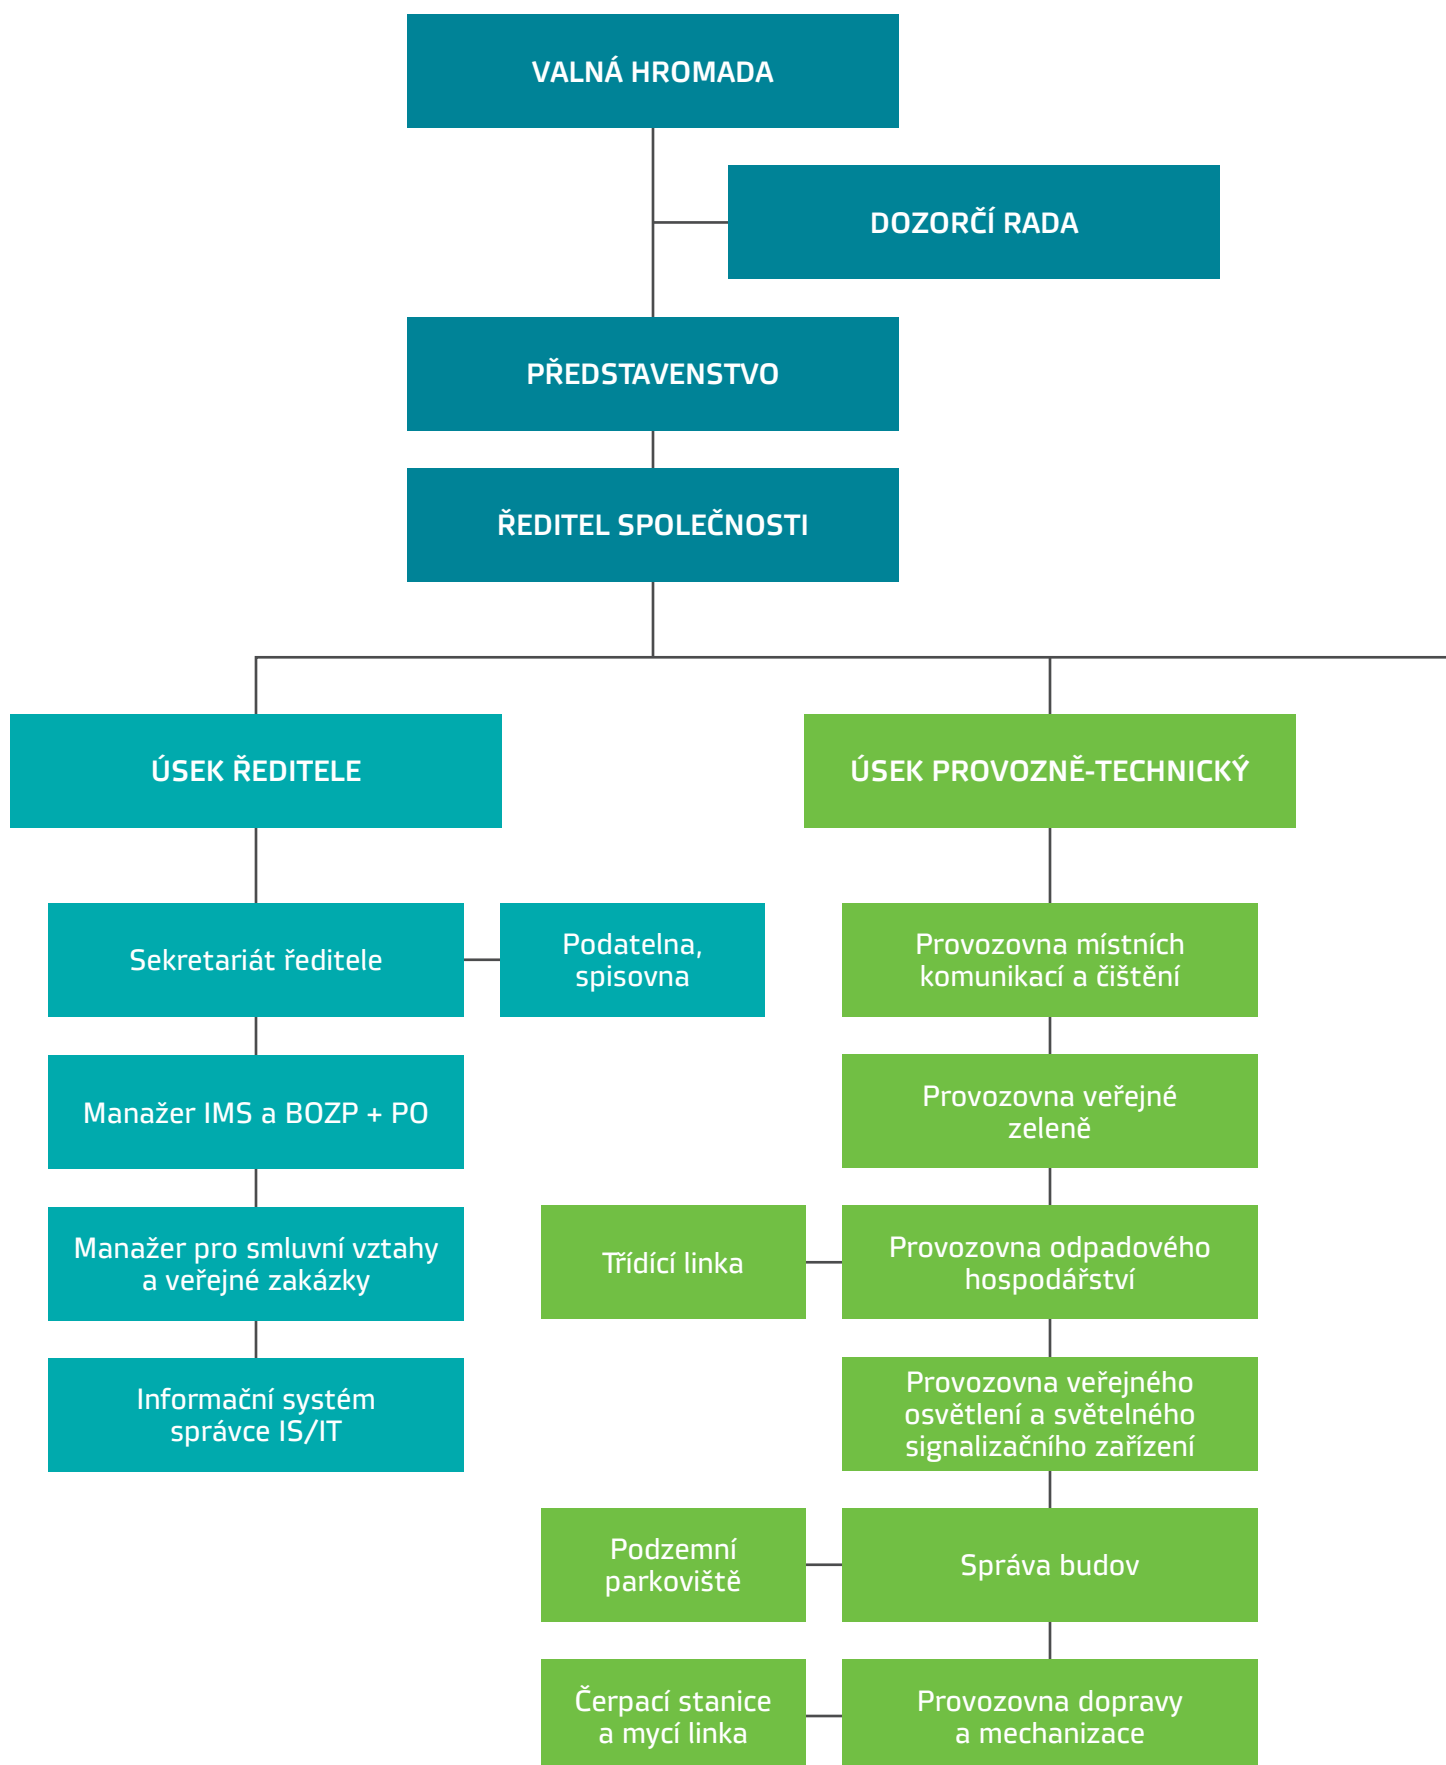 VALNÁ HROMADA
DOZORČÍ RADA
PŘEDSTAVENSTVO
ŘEDITEL SPOLEČNOSTI
ÚSEK ŘEDITELE
ÚSEK PROVOZNĚ-TECHNICKÝ
Sekretariát ředitele
Podatelna,
spisovna
Provozovna místních
komunikací a čištění
Manažer IMS a BOZP + PO
Provozovna veřejné
zeleně
Manažer pro smluvní vztahy
a veřejné zakázky
Třídící linka
Provozovna odpadového
hospodářství
Informační systém
správce IS/IT
Provozovna veřejného
osvětlení a světelného
signalizačního zařízení
Podzemní
parkoviště
Správa budov
Čerpací stanice
a mycí linka
Provozovna dopravy
a mechanizace